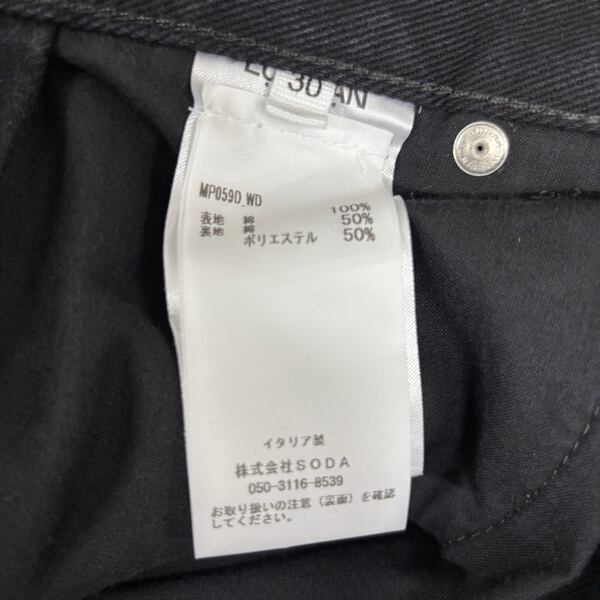 30
MP059D_WD
表地 綿 100%
裏地 綿 50%
ポリエステル 50%
イタリア製
株式会社SODA
050-3116-8539
お取り扱いの注意（裏面）を確認
してください。